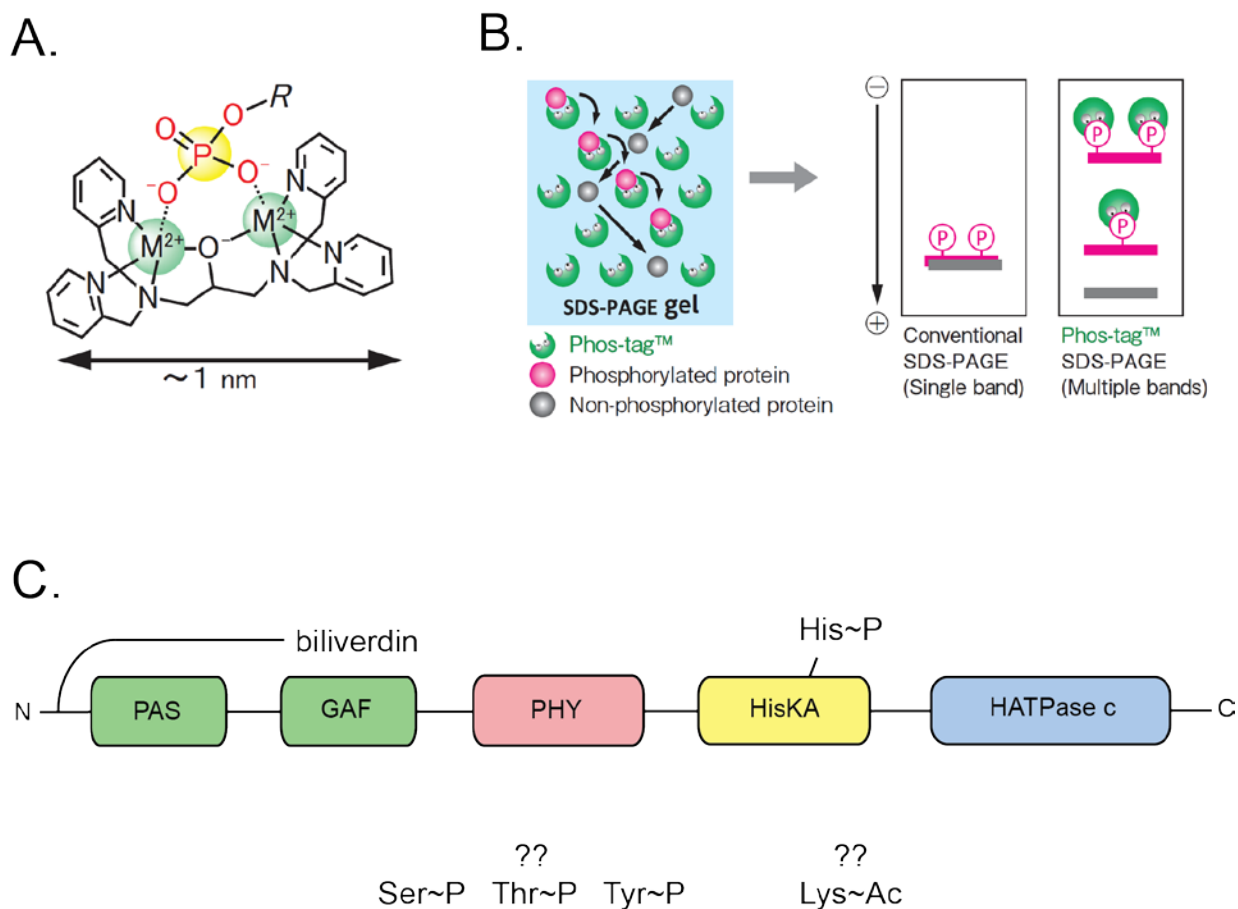 A.
O
R
O
P
O⁻
⁻O
N
N
M²⁺
M²⁺
O⁻
N
N
N
N
~1 nm
B.
P P
P
P P
SDS-PAGE gel
Phos-tag™
Phosphorylated protein
Non-phosphorylated protein
−
+
Conventional
SDS-PAGE
(Single band)
Phos-tag™
SDS-PAGE
(Multiple bands)
C.
biliverdin
His~P
N
PAS
GAF
PHY
HisKA
HATPase c
C
??
??
Ser~P Thr~P Tyr~P
Lys~Ac